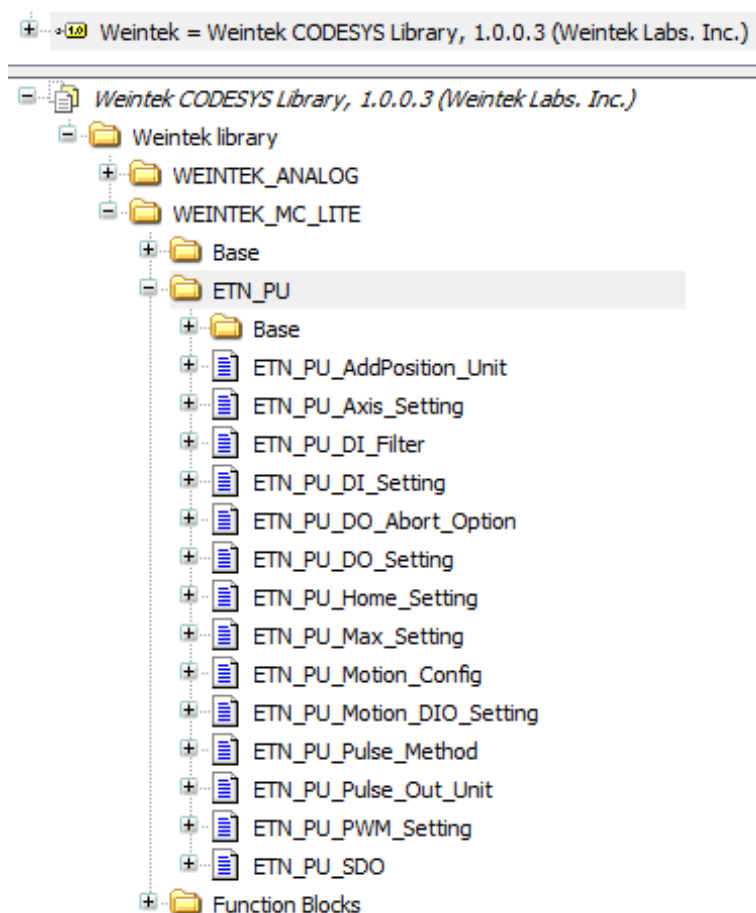 Weintek = Weintek CODESYS Library, 1.0.0.3 (Weintek Labs. Inc.)
Weintek CODESYS Library, 1.0.0.3 (Weintek Labs. Inc.)
Weintek library
WEINTEK_ANALOG
WEINTEK_MC_LITE
Base
ETN_PU
Base
ETN_PU_AddPosition_Unit
ETN_PU_Axis_Setting
ETN_PU_DI_Filter
ETN_PU_DI_Setting
ETN_PU_DO_Abort_Option
ETN_PU_DO_Setting
ETN_PU_Home_Setting
ETN_PU_Max_Setting
ETN_PU_Motion_Config
ETN_PU_Motion_DIO_Setting
ETN_PU_Pulse_Method
ETN_PU_Pulse_Out_Unit
ETN_PU_PWM_Setting
ETN_PU_SDO
Function Blocks